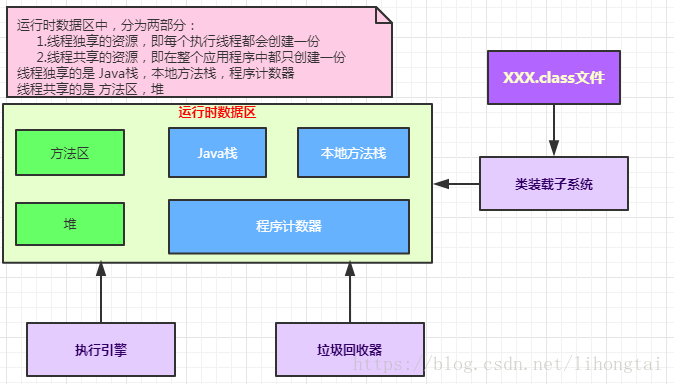 运行时数据区中，分为两部分：
1.线程独享的资源，即每个执行线程都会创建一份
2.线程共享的资源，即在整个应用程序中都只创建一份
线程独享的是 Java栈，本地方法栈，程序计数器
线程共享的是 方法区，堆
XXX.class文件
运行时数据区
方法区
Java栈
本地方法栈
类装载子系统
堆
程序计数器
执行引擎
垃圾回收器
https://blog.csdn.net/lihongtai